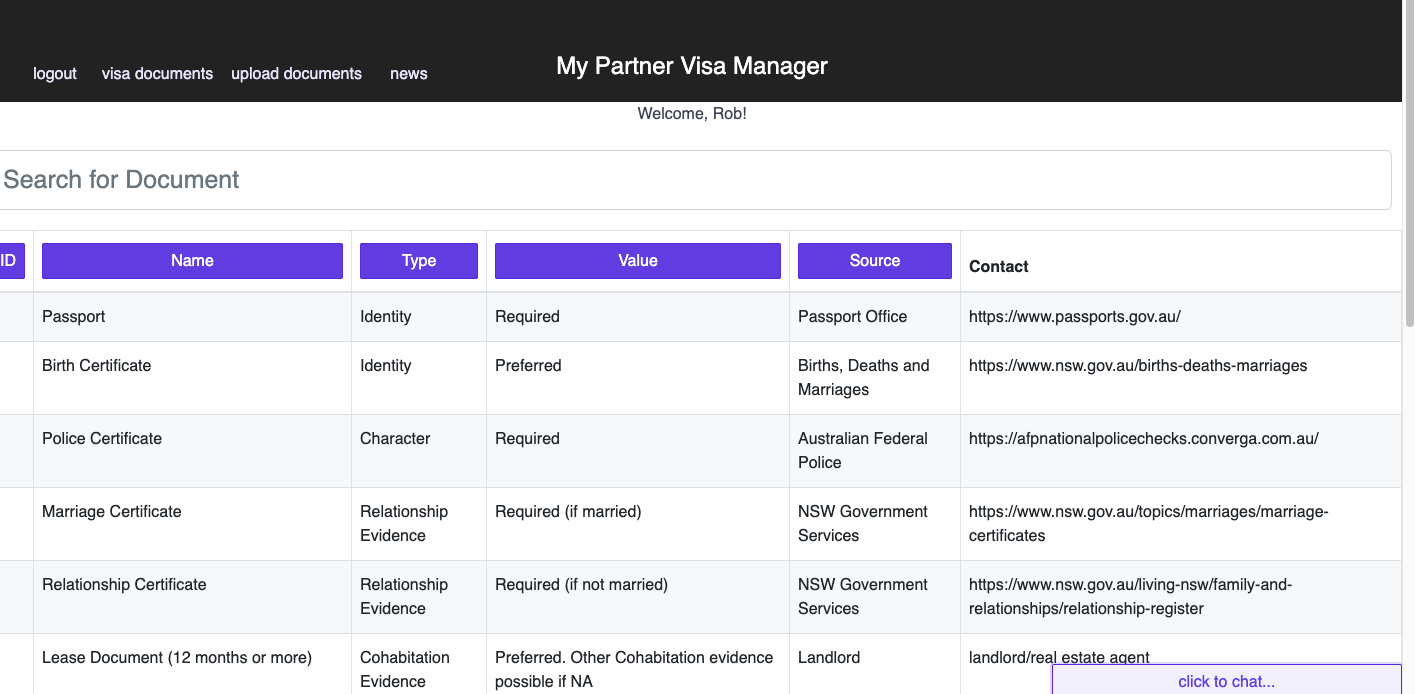 logout visa documents upload documents news My Partner Visa Manager
Welcome, Rob!
Search for Document
ID Name Type Value Source Contact
Passport Identity Required Passport Office https://www.passports.gov.au/
Birth Certificate Identity Preferred Births, Deaths and https://www.nsw.gov.au/births-deaths-marriages
Marriages
Police Certificate Character Required Australian Federal https://afpnationalpolicechecks.converga.com.au/
Police
Marriage Certificate Relationship Required (if married) NSW Government https://www.nsw.gov.au/topics/marriages/marriage-
Evidence Services certificates
Relationship Certificate Relationship Required (if not married) NSW Government https://www.nsw.gov.au/living-nsw/family-and-
Evidence Services relationships/relationship-register
Lease Document (12 months or more) Cohabitation Preferred. Other Cohabitation evidence Landlord landlord/real estate agent
Evidence possible if NA click to chat...